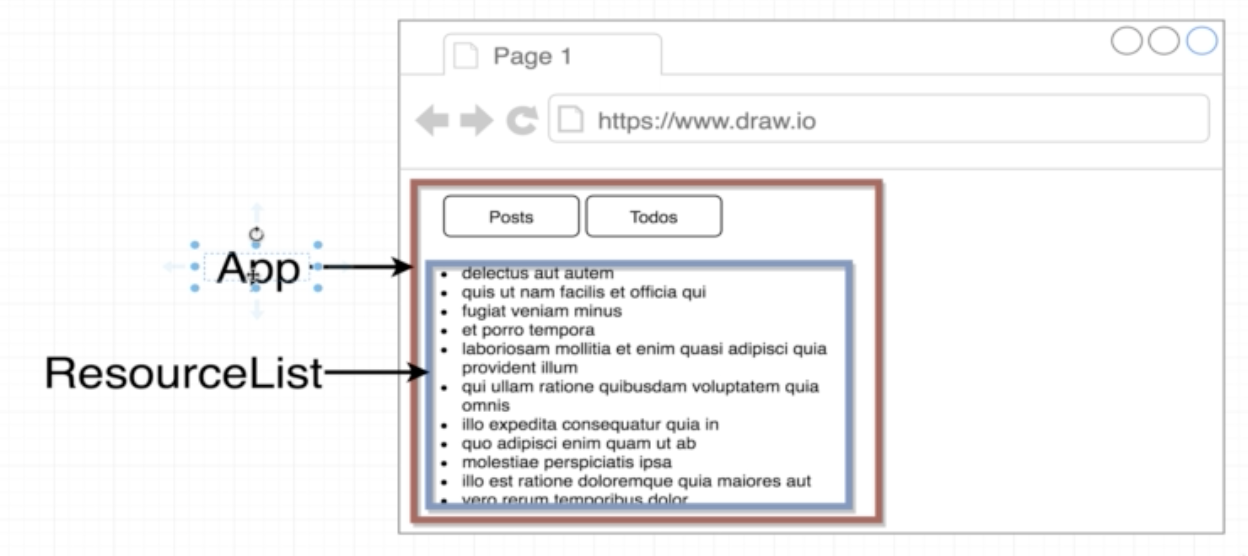 Page 1
https://www.draw.io
Posts
Todos
App
ResourceList
• delectus aut autem
• quis ut nam facilis et officia qui
• fugiat veniam minus
• et porro tempora
• laboriosam mollitia et enim quasi adipisci quia
provident illum
• qui ullam ratione quibusdam voluptatem quia
omnis
• illo expedita consequatur quia in
• quo adipisci enim quam ut ab
• molestiae perspiciatis ipsa
• illo est ratione doloremque quia maiores aut
• vero rerum temporibus dolor